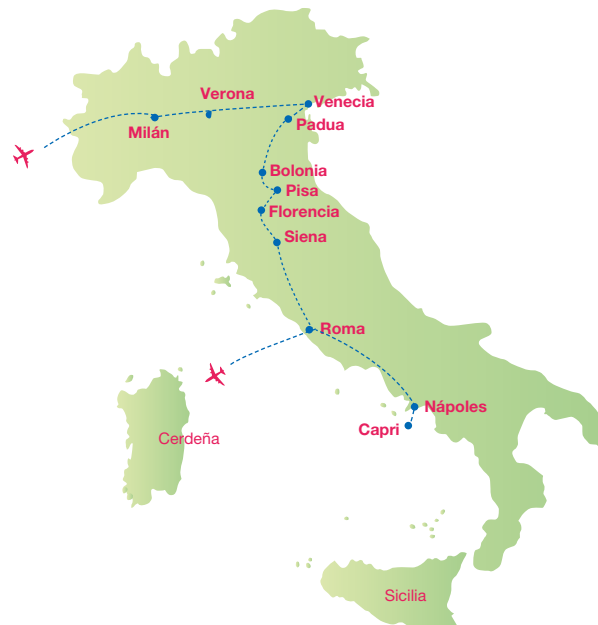 Verona
Venecia
Milán
Padua
Bolonia
Pisa
Florencia
Siena
Roma
Nápoles
Capri
Cerdeña
Sicilia